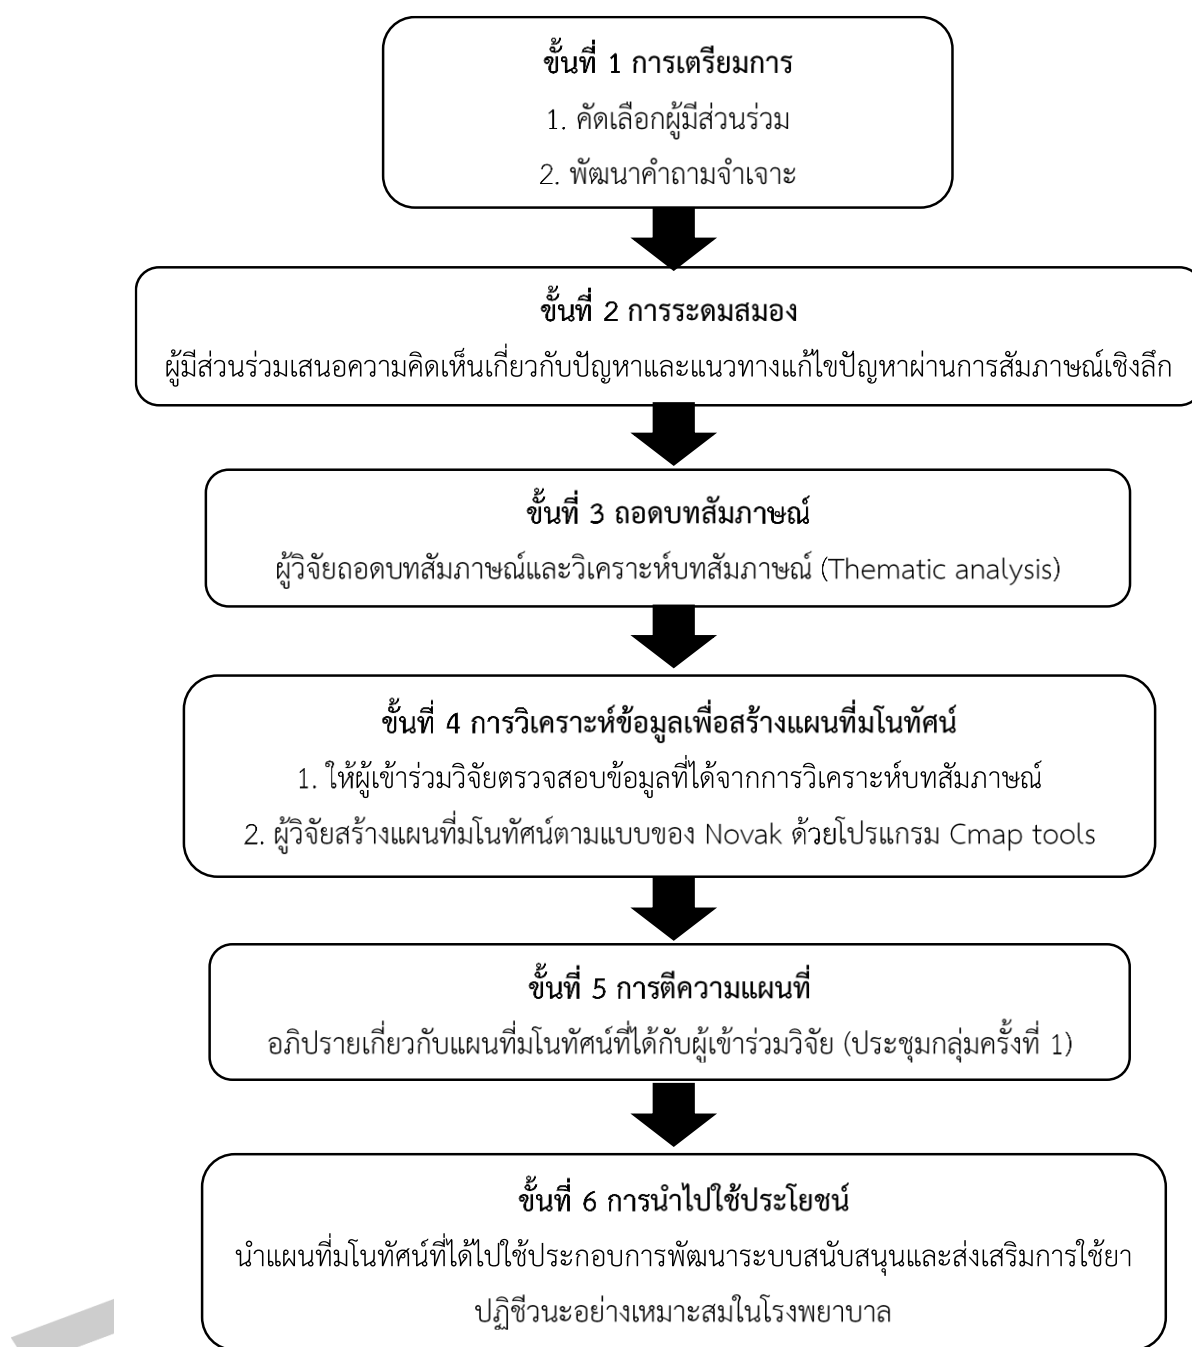 ขั้นที่ 1 การเตรียมการ
1. คัดเลือกผู้มีส่วนร่วม
2. พัฒนาคำถามจำเจาะ
ขั้นที่ 2 การระดมสมอง
ผู้มีส่วนร่วมเสนอความคิดเห็นเกี่ยวกับปัญหาและแนวทางแก้ไขปัญหาผ่านการสัมภาษณ์เชิงลึก
ขั้นที่ 3 ถอดบทสัมภาษณ์
ผู้วิจัยถอดบทสัมภาษณ์และวิเคราะห์บทสัมภาษณ์ (Thematic analysis)
ขั้นที่ 4 การวิเคราะห์ข้อมูลเพื่อสร้างแผนที่มโนทัศน์
1. ให้ผู้เข้าร่วมวิจัยตรวจสอบข้อมูลที่ได้จากการวิเคราะห์บทสัมภาษณ์
2. ผู้วิจัยสร้างแผนที่มโนทัศน์ตามแบบของ Novak ด้วยโปรแกรม Cmap tools
ขั้นที่ 5 การตีความแผนที่
อภิปรายเกี่ยวกับแผนที่มโนทัศน์ที่ได้กับผู้เข้าร่วมวิจัย (ประชุมกลุ่มครั้งที่ 1)
ขั้นที่ 6 การนำไปใช้ประโยชน์
นำแผนที่มโนทัศน์ที่ได้ไปใช้ประกอบการพัฒนาระบบสนับสนุนและส่งเสริมการใช้ยา
ปฏิชีวนะอย่างเหมาะสมในโรงพยาบาล